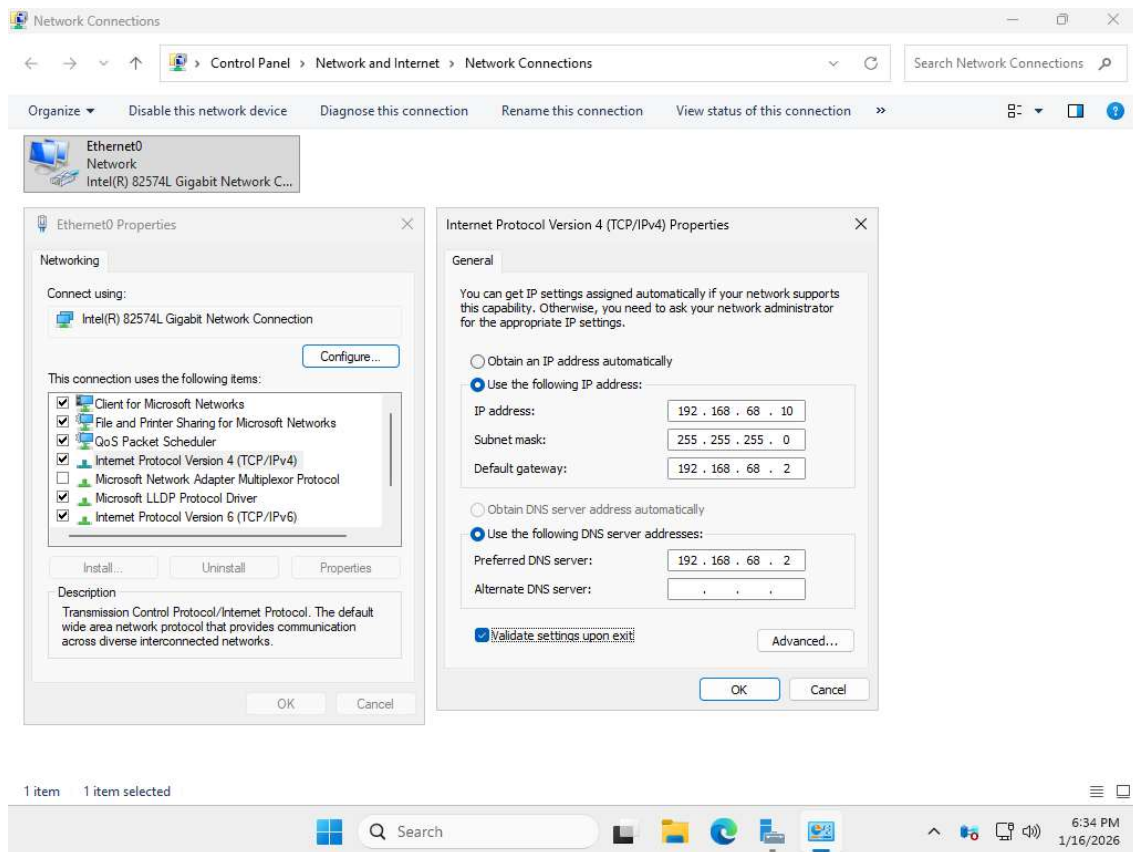 Network Connections
Control Panel > Network and Internet > Network Connections
Search Network Connections
Organize
Disable this network device
Diagnose this connection
Rename this connection
View status of this connection
»
Ethernet0
Network
Intel(R) 82574L Gigabit Network C...
Ethernet0 Properties
Networking
Connect using:
Intel(R) 82574L Gigabit Network Connection
Configure...
This connection uses the following items:
Client for Microsoft Networks
File and Printer Sharing for Microsoft Networks
QoS Packet Scheduler
Internet Protocol Version 4 (TCP/IPv4)
Microsoft Network Adapter Multiplexor Protocol
Microsoft LLDP Protocol Driver
Internet Protocol Version 6 (TCP/IPv6)
Install...
Uninstall
Properties
Description
Transmission Control Protocol/Internet Protocol. The default
wide area network protocol that provides communication
across diverse interconnected networks.
OK
Cancel
Internet Protocol Version 4 (TCP/IPv4) Properties
General
You can get IP settings assigned automatically if your network supports
this capability. Otherwise, you need to ask your network administrator
for the appropriate IP settings.
Obtain an IP address automatically
Use the following IP address:
IP address: 192 . 168 . 68 . 10
Subnet mask: 255 . 255 . 255 . 0
Default gateway: 192 . 168 . 68 . 2
Obtain DNS server address automatically
Use the following DNS server addresses:
Preferred DNS server: 192 . 168 . 68 . 2
Alternate DNS server: . . .
Validate settings upon exit
Advanced...
OK
Cancel
1 item
1 item selected
Search
6:34 PM
1/16/2026